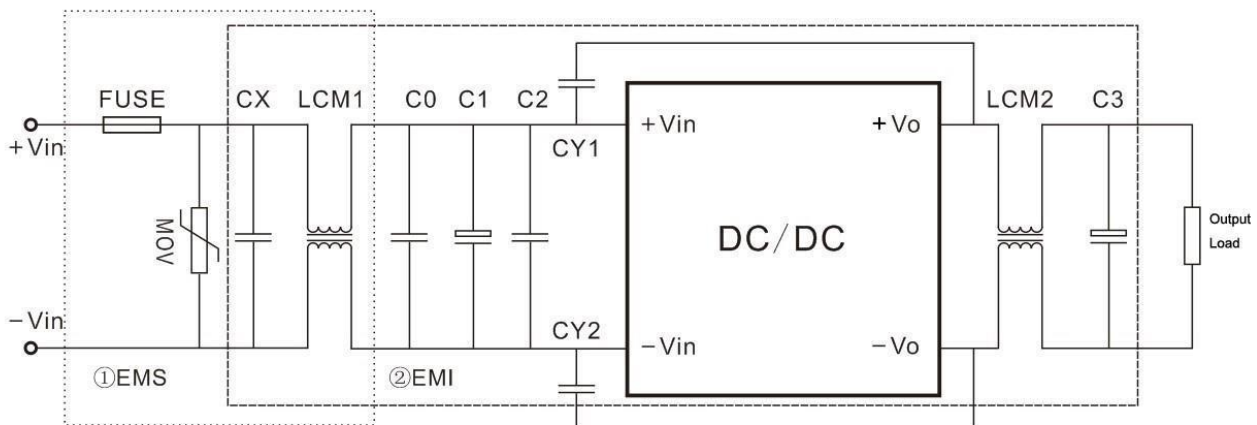 FUSE
CX
LCM1
C0
C1
C2
LCM2
C3
+Vin
CY1
+Vin
+Vo
MOV
DC/DC
Output
Load
-Vin
CY2
-Vin
-Vo
①EMS
②EMI